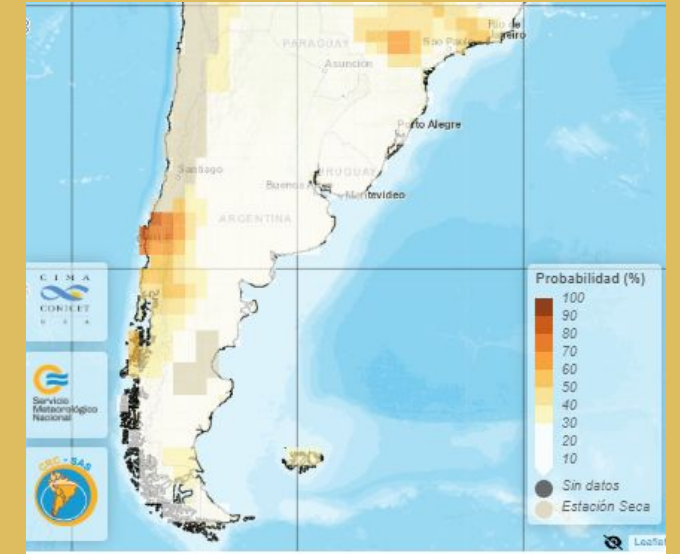 PARAGUAY
Asunción
São Paulo
Rio de
Janeiro
Porto Alegre
Santiago
URUGUAY
Buenos Aires
Montevideo
ARGENTINA
CIMA
CONICET
U B A
Servicio
Meteorológico
Nacional
CRC - SAS
Probabilidad (%)
100
90
80
70
60
50
40
30
20
10
Sin datos
Estación Seca
Leaflet